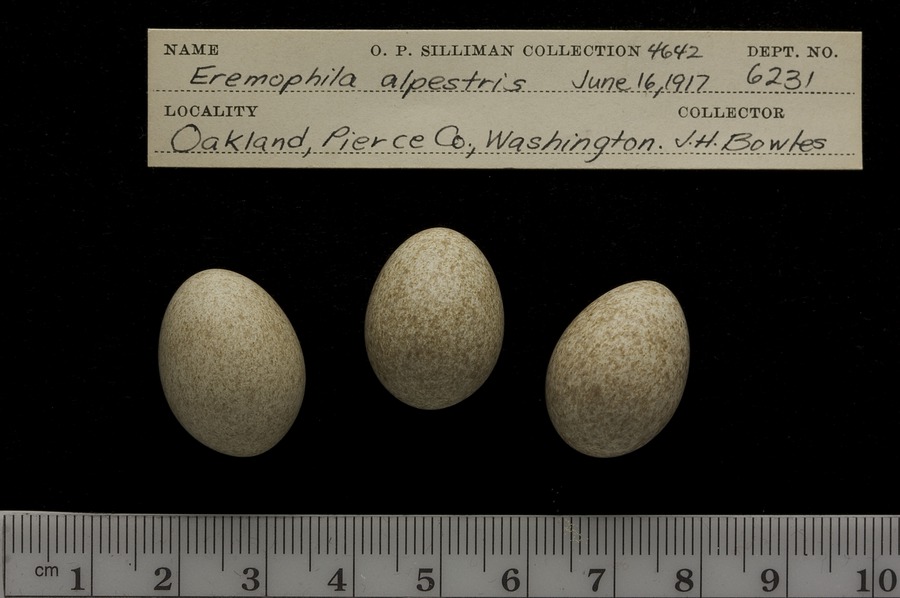 NAME O. P. SILLIMAN COLLECTION 4642 DEPT. NO.
Eremophila alpestris June 16, 1917 6231
LOCALITY COLLECTOR
Oakland, Pierce Co., Washington. J.H. Bowles
cm 1 2 3 4 5 6 7 8 9 10